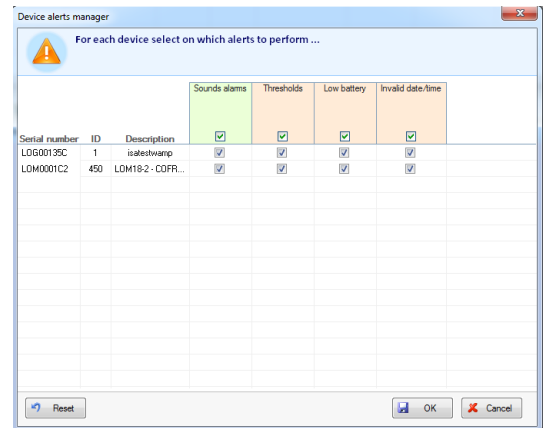 Device alerts manager
For each device select on which alerts to perform ...
Sounds alarms Thresholds Low battery Invalid date/time
Serial number ID Description
LOG00135C 1 isatestwamp
LOM0001C2 450 LOM18-2 - COFR...
Reset OK Cancel